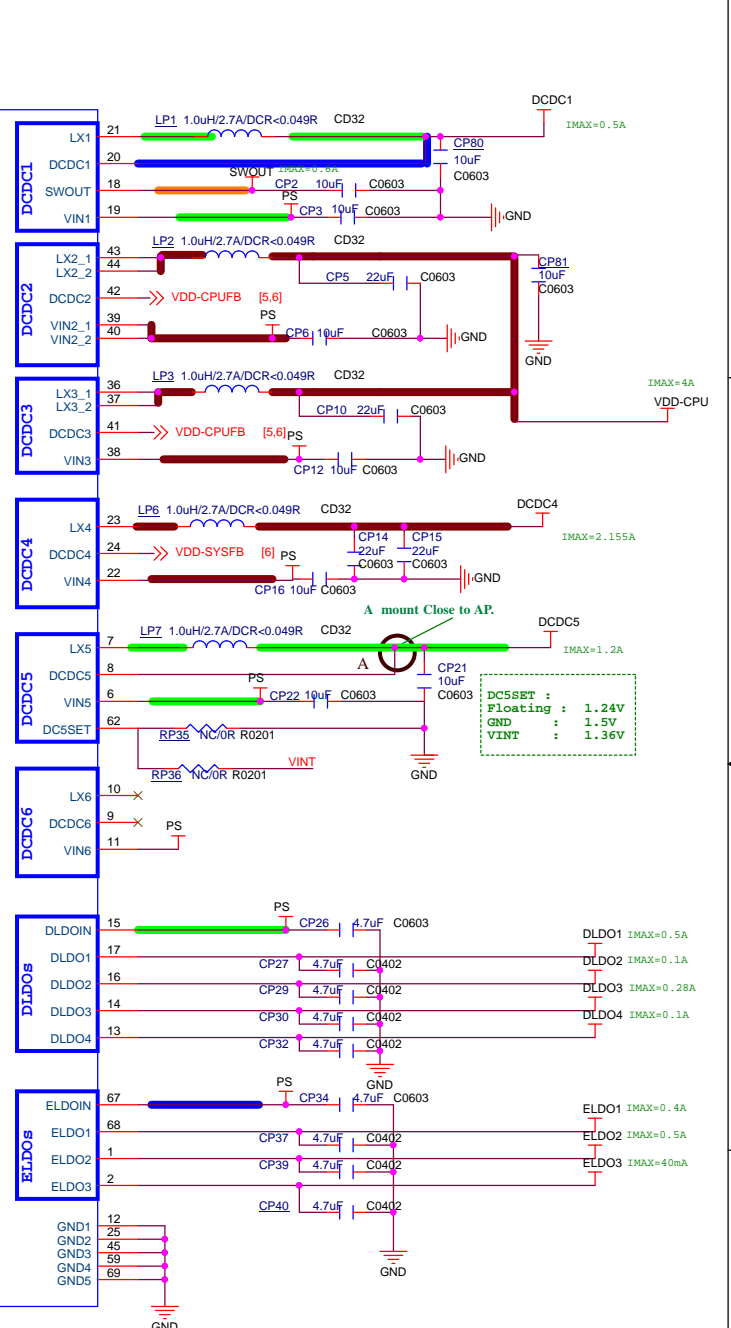 DCDC1
LX1 21 LP1 1.0uH/2.7A/DCR<0.049R CD32 DCDC1 IMAX=0.5A
DCDC1 20 CP80 10uF C0603
SWOUT 18 SWOUT IMAX=0.6A CP2 10uF C0603
VIN1 19 PS CP3 10uF C0603 GND
DCDC2
LX2_1 43 LP2 1.0uH/2.7A/DCR<0.049R CD32
LX2_2 44 CP5 22uF C0603 CP81 10uF C0603
DCDC2 42 VDD-CPUFB [5,6]
VIN2_1 39 PS
VIN2_2 40 CP6 10uF C0603 GND
GND
DCDC3
LX3_1 36 LP3 1.0uH/2.7A/DCR<0.049R CD32 IMAX=4A
LX3_2 37 CP10 22uF C0603 VDD-CPU
DCDC3 41 VDD-CPUFB [5,6]
VIN3 38 PS CP12 10uF C0603 GND
DCDC4
LX4 23 LP6 1.0uH/2.7A/DCR<0.049R CD32 DCDC4 IMAX=2.155A
DCDC4 24 VDD-SYSFB [6] CP14 22uF C0603 CP15 22uF C0603
VIN4 22 PS CP16 10uF C0603 GND
A mount Close to AP.
DCDC5
LX5 7 LP7 1.0uH/2.7A/DCR<0.049R CD32 DCDC5 IMAX=1.2A
DCDC5 8 A CP21 10uF C0603
VIN5 6 PS CP22 10uF C0603
DC5SET 62 RP35 NC/0R R0201
RP36 NC/0R R0201 VINT
GND
DC5SET :
Floating : 1.24V
GND : 1.5V
VINT : 1.36V
DCDC6
LX6 10
DCDC6 9
VIN6 11 PS
DLDOs
DLDOIN 15 PS CP26 4.7uF C0603
DLDO1 17 CP27 4.7uF C0402 DLDO1 IMAX=0.5A
DLDO2 16 CP29 4.7uF C0402 DLDO2 IMAX=0.1A
DLDO3 14 CP30 4.7uF C0402 DLDO3 IMAX=0.28A
DLDO4 13 CP32 4.7uF C0402 DLDO4 IMAX=0.1A
GND
ELDOs
ELDOIN 67 PS CP34 4.7uF C0603
ELDO1 68 CP37 4.7uF C0402 ELDO1 IMAX=0.4A
ELDO2 1 CP39 4.7uF C0402 ELDO2 IMAX=0.5A
ELDO3 2 CP40 4.7uF C0402 ELDO3 IMAX=40mA
GND
GND1 12
GND2 25
GND3 45
GND4 59
GND5 69
GND